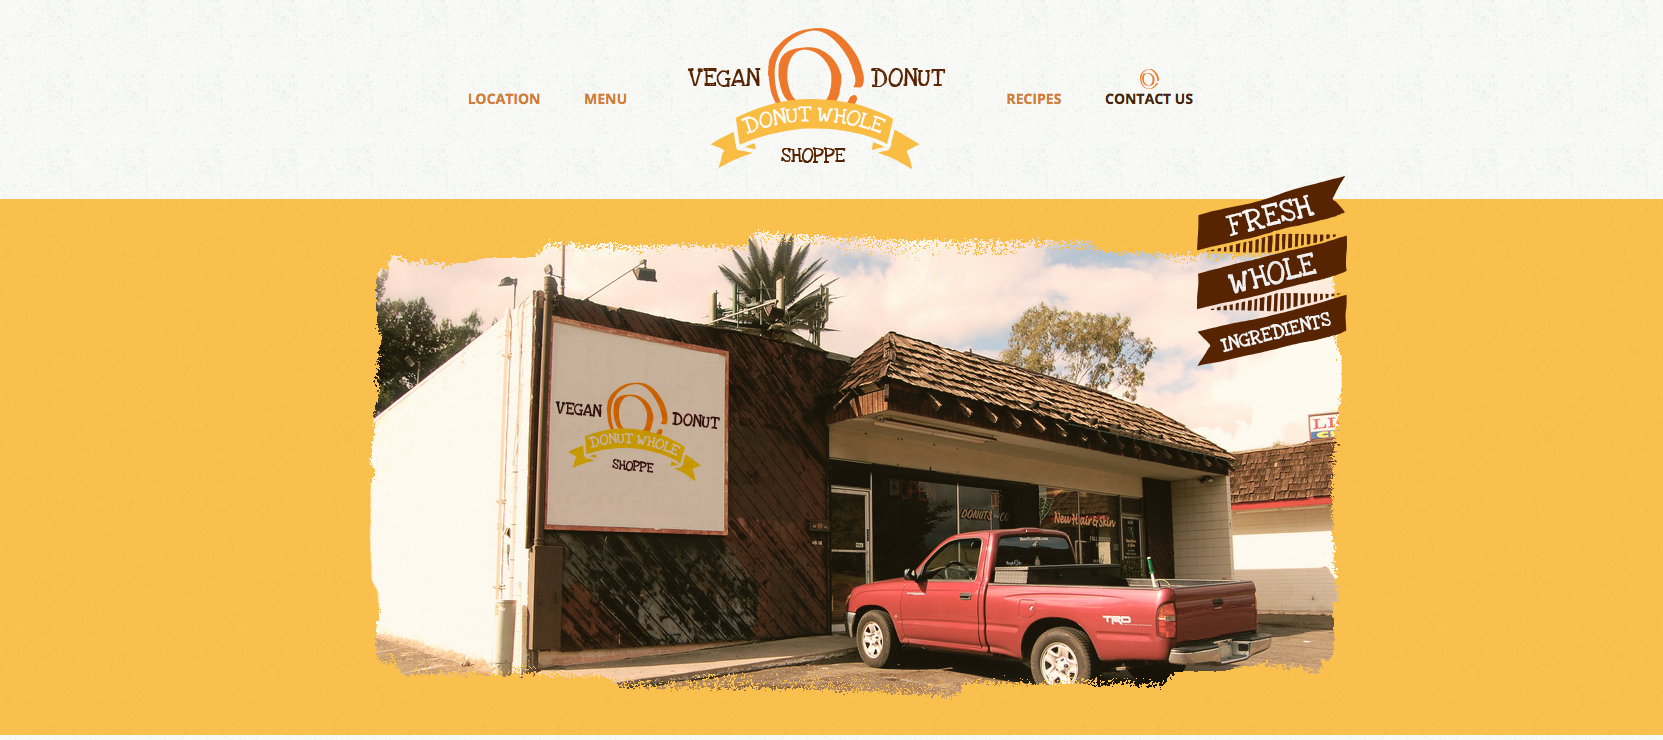 VEGAN DONUT
LOCATION MENU
RECIPES CONTACT US
DONUT WHOLE
SHOPPE
FRESH
WHOLE
INGREDIENTS
VEGAN DONUT
DONUT WHOLE
SHOPPE
DONUTS
New Hair & Skin
TRD